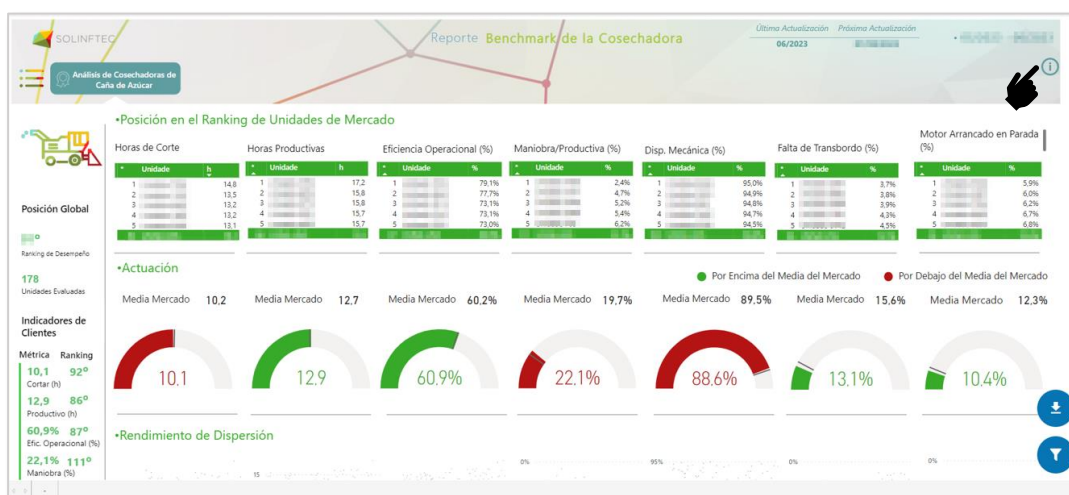 SOLINFTEC
Reporte Benchmark de la Cosechadora
Última Actualización Próxima Actualización
06/2023
Análisis de Cosechadoras de
Caña de Azúcar
•Posición en el Ranking de Unidades de Mercado
Horas de Corte
Unidade h
1 14,8
2 13,5
3 13,2
4 13,2
5 13,1
Horas Productivas
Unidade h
1 17,2
2 15,8
3 15,8
4 15,7
5 15,7
Eficiencia Operacional (%)
Unidade %
1 79,1%
2 77,7%
3 73,1%
4 73,1%
5 73,0%
Maniobra/Productiva (%)
Unidade %
1 2,4%
2 4,7%
3 5,2%
4 5,4%
5 6,2%
Disp. Mecánica (%)
Unidade %
1 95,0%
2 94,9%
3 94,8%
4 94,7%
5 94,5%
Falta de Transbordo (%)
Unidade %
1 3,7%
2 3,8%
3 3,9%
4 4,3%
5 4,5%
Motor Arrancado en Parada
(%)
Unidade %
1 5,9%
2 6,0%
3 6,2%
4 6,7%
5 6,8%
Posición Global
Ranking de Desempeño
178
Unidades Evaluadas
Indicadores de
Clientes
Métrica Ranking
10,1 92º
Cortar (h)
12,9 86º
Productivo (h)
60,9% 87º
Efic. Operacional (%)
22,1% 111º
Maniobra (%)
•Actuación
Por Encima del Media del Mercado Por Debajo del Media del Mercado
Media Mercado 10,2
Media Mercado 12,7
Media Mercado 60,2%
Media Mercado 19,7%
Media Mercado 89,5%
Media Mercado 15,6%
Media Mercado 12,3%
10.1
12.9
60.9%
22.1%
88.6%
13.1%
10.4%
•Rendimiento de Dispersión
15
0%
95%
0%
0%